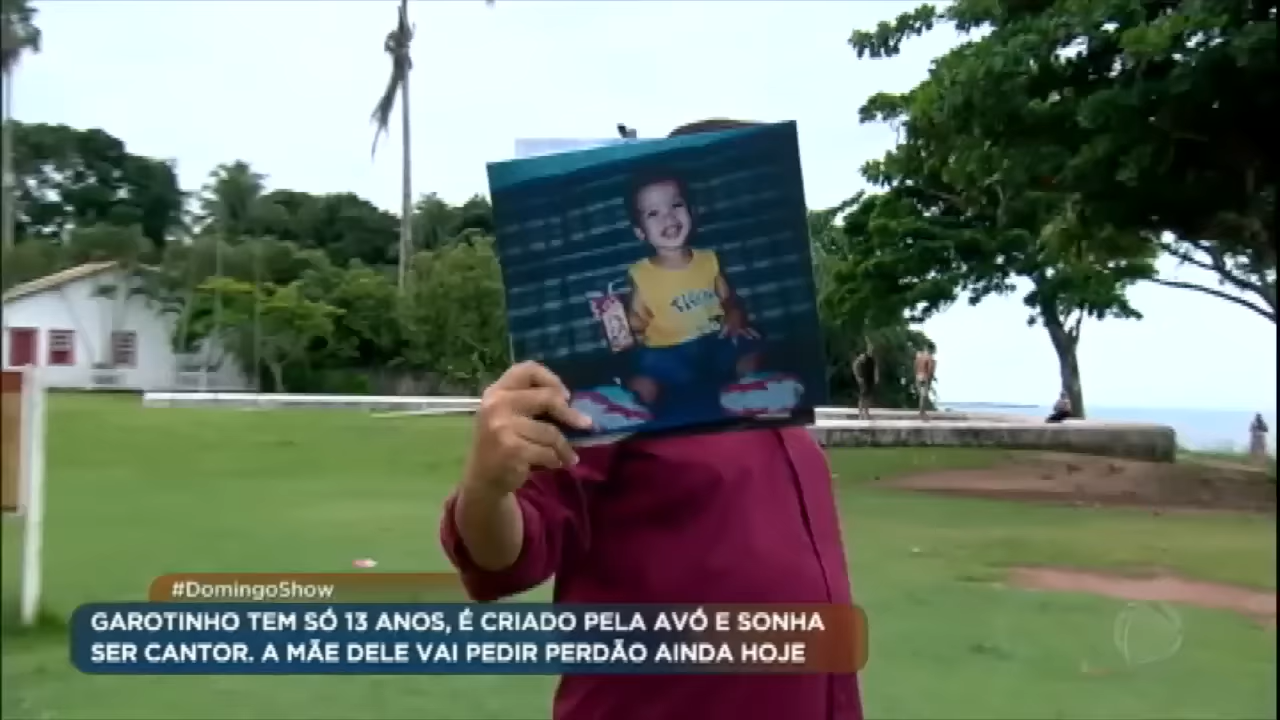 #DomingoShow
GAROTINHO TEM SÓ 13 ANOS, É CRIADO PELA AVÓ E SONHA
SER CANTOR. A MÃE DELE VAI PEDIR PERDÃO AINDA HOJE